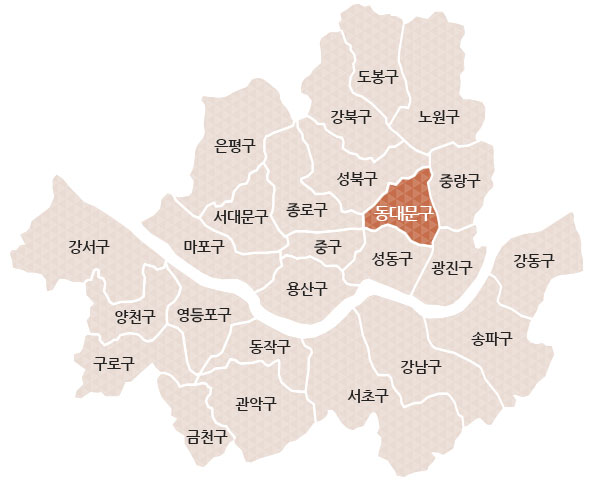 도봉구
강북구
노원구
은평구
성북구
중랑구
서대문구
종로구
동대문구
강서구
마포구
중구
성동구
광진구
강동구
용산구
양천구
영등포구
송파구
동작구
구로구
강남구
서초구
관악구
금천구